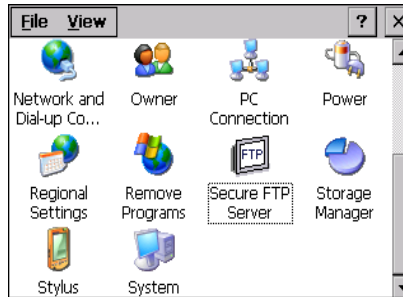 File View ? ×
Network and Dial-up Co...
Owner
PC Connection
Power
Regional Settings
Remove Programs
FTP
Secure FTP Server
Storage Manager
Stylus
System